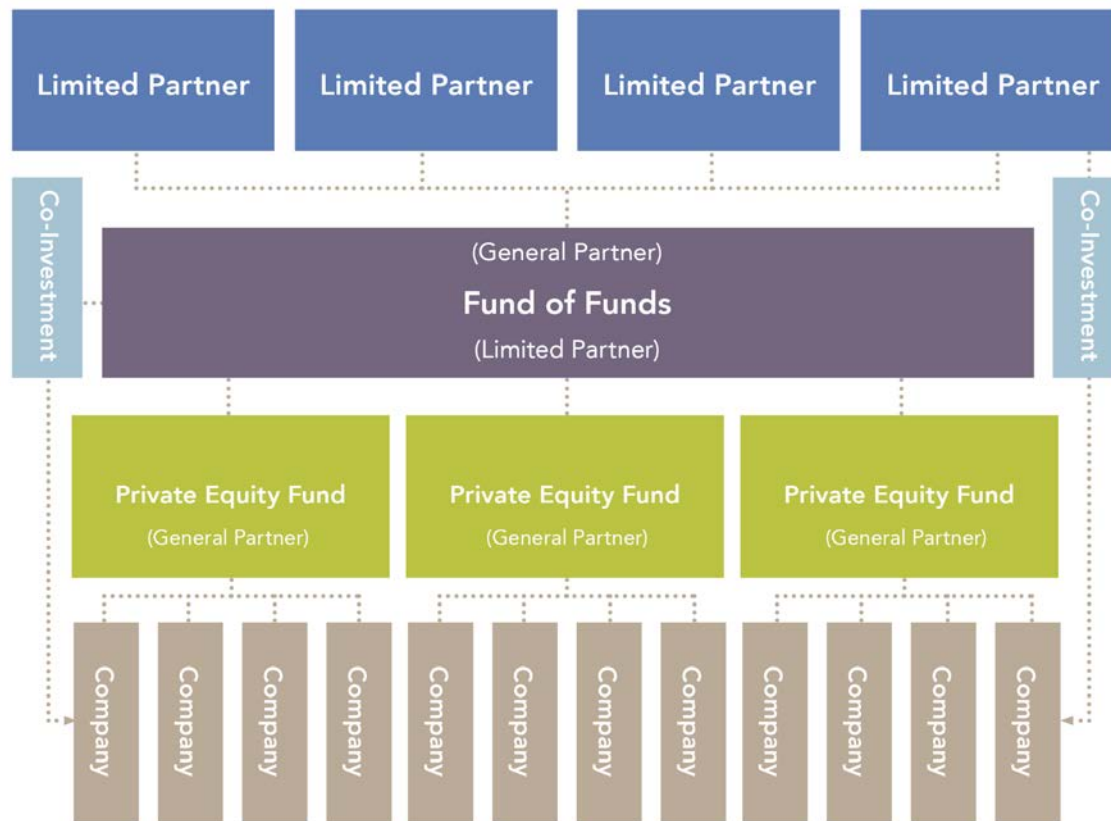 Limited Partner
Limited Partner
Limited Partner
Limited Partner
Co-Investment
(General Partner)
Fund of Funds
(Limited Partner)
Co-Investment
Private Equity Fund
(General Partner)
Private Equity Fund
(General Partner)
Private Equity Fund
(General Partner)
Company
Company
Company
Company
Company
Company
Company
Company
Company
Company
Company
Company